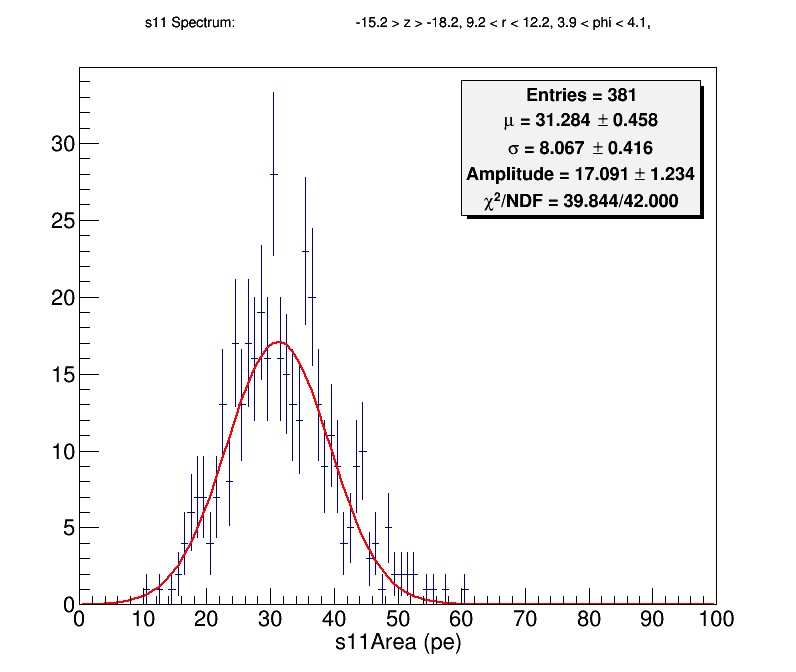 s11 Spectrum: -15.2 > z > -18.2, 9.2 < r < 12.2, 3.9 < phi < 4.1,
Entries = 381
μ = 31.284 ± 0.458
σ = 8.067 ± 0.416
Amplitude = 17.091 ± 1.234
χ²/NDF = 39.844/42.000
30
25
20
15
10
5
0
0 10 20 30 40 50 60 70 80 90 100
s11Area (pe)